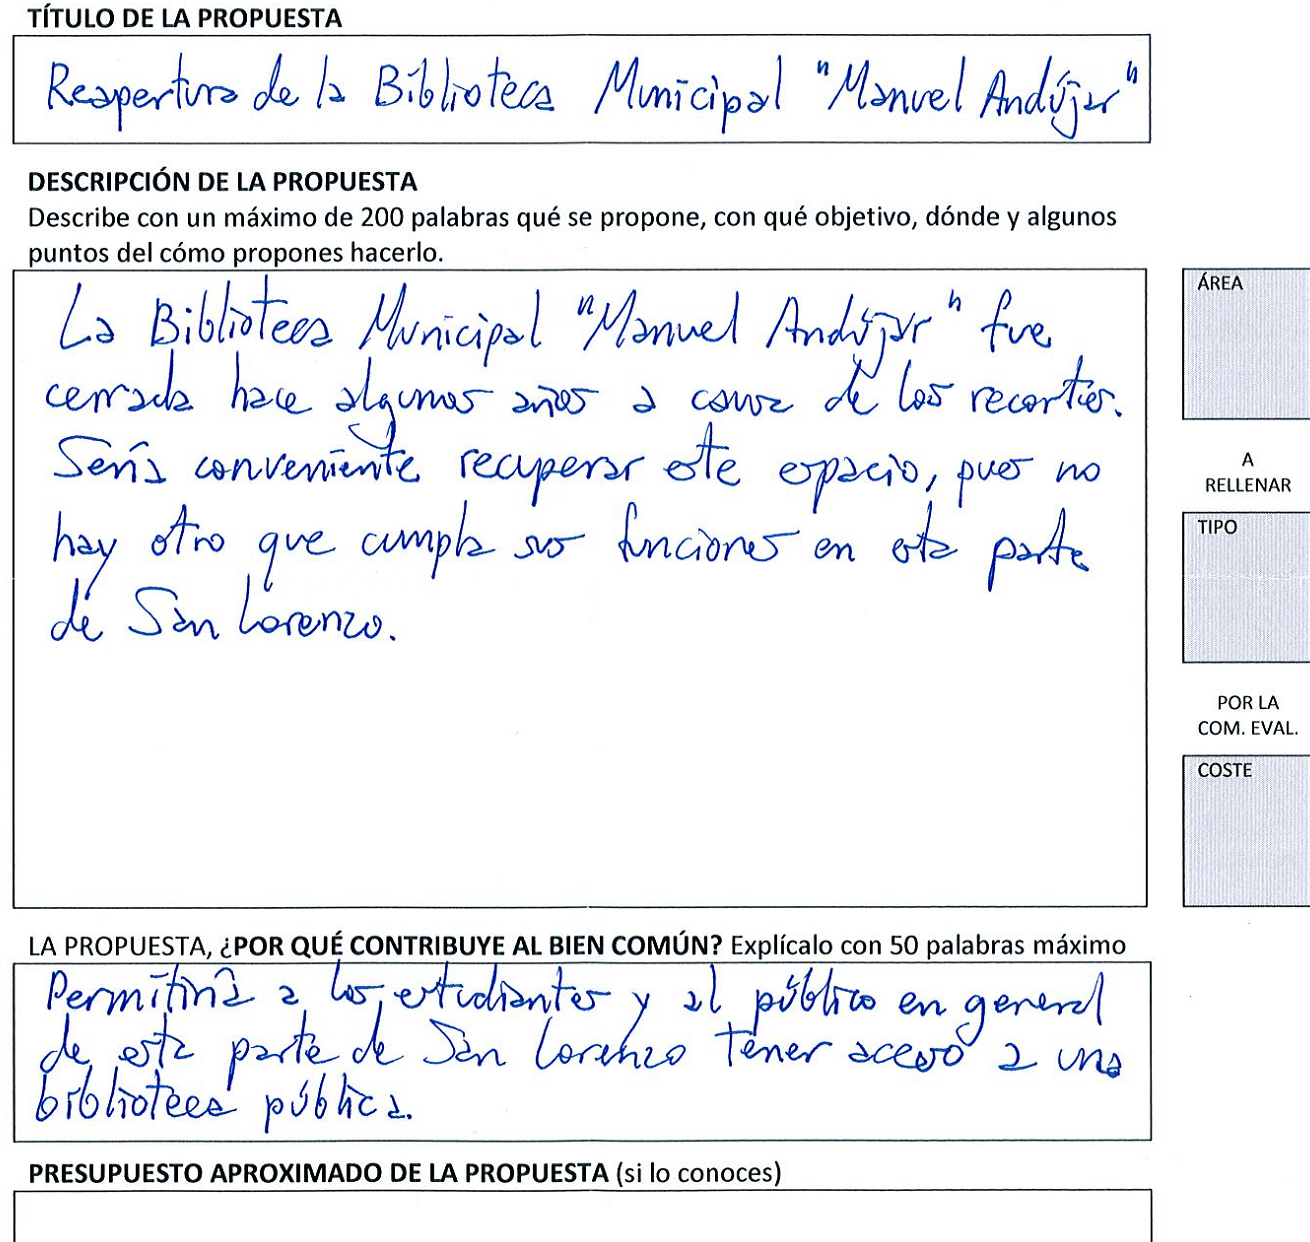 TÍTULO DE LA PROPUESTA
Reapertura de la Biblioteca Municipal "Manuel Andújar"
DESCRIPCIÓN DE LA PROPUESTA
Describe con un máximo de 200 palabras qué se propone, con qué objetivo, dónde y algunos
puntos del cómo propones hacerlo.
La Biblioteca Municipal "Manuel Andújar" fue
cerrada hace algunos años a causa de los recortes.
Sería conveniente recuperar este espacio, pues no
hay otro que cumpla sus funciones en esta parte
de San Lorenzo.
ÁREA
A
RELLENAR
TIPO
POR LA
COM. EVAL.
COSTE
LA PROPUESTA, ¿POR QUÉ CONTRIBUYE AL BIEN COMÚN? Explícalo con 50 palabras máximo
Permitiría a los estudiantes y al público en general
de esta parte de San Lorenzo tener acceso a una
biblioteca pública.
PRESUPUESTO APROXIMADO DE LA PROPUESTA (si lo conoces)